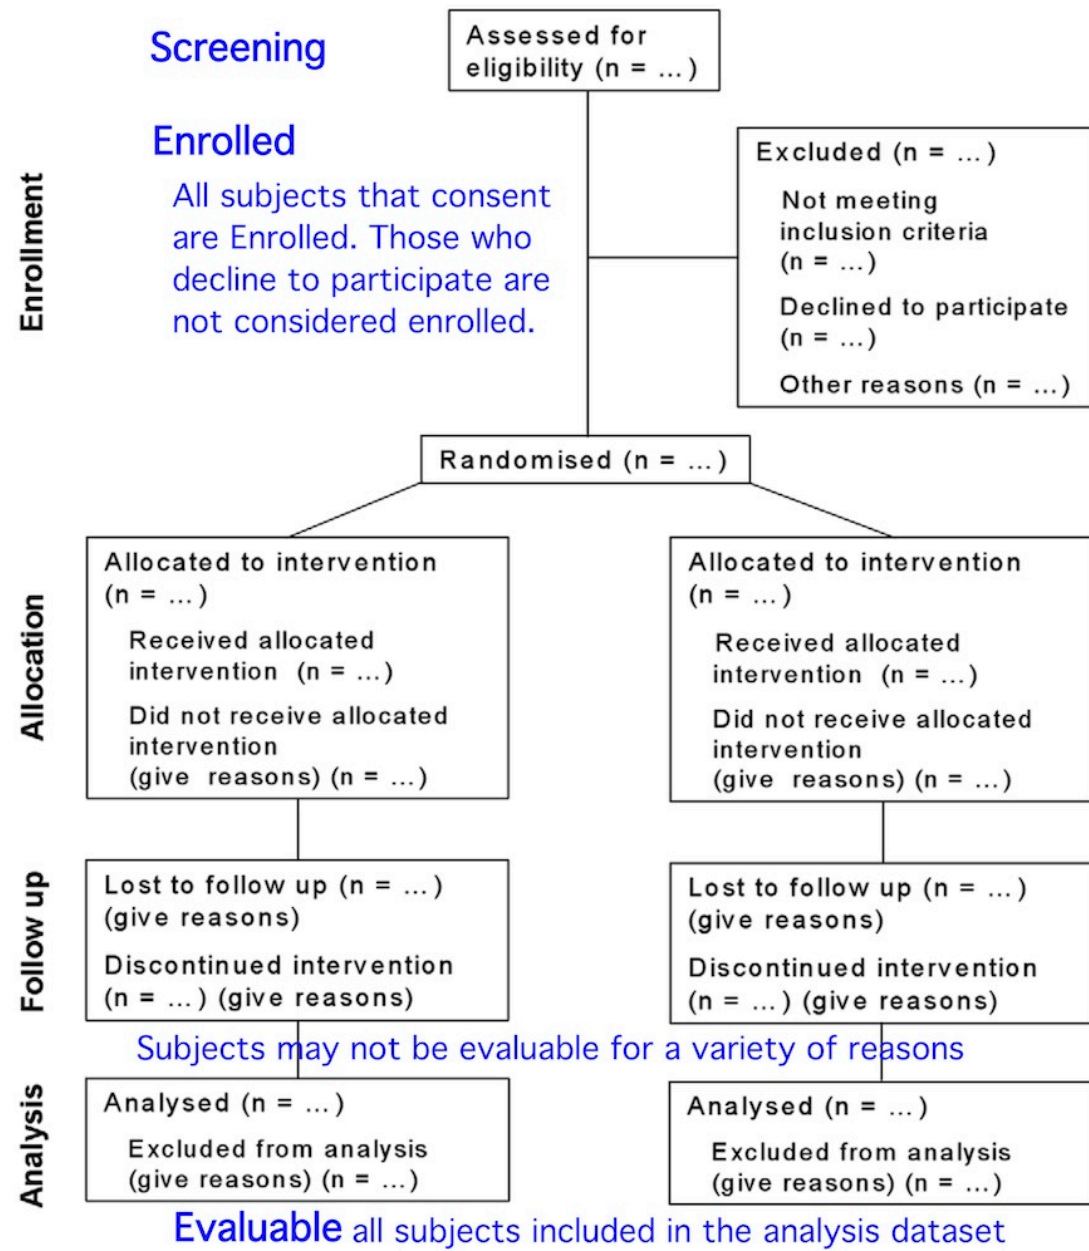 Screening
Assessed for
eligibility (n = ...)
Enrolled
All subjects that consent
are Enrolled. Those who
decline to participate are
not considered enrolled.
Enrollment
Excluded (n = ...)
Not meeting
inclusion criteria
(n = ...)
Declined to participate
(n = ...)
Other reasons (n = ...)
Randomised (n = ...)
Allocation
Allocated to intervention
(n = ...)
Received allocated
intervention (n = ...)
Did not receive allocated
intervention
(give reasons) (n = ...)
Allocated to intervention
(n = ...)
Received allocated
intervention (n = ...)
Did not receive allocated
intervention
(give reasons) (n = ...)
Follow up
Lost to follow up (n = ...)
(give reasons)
Discontinued intervention
(n = ...) (give reasons)
Lost to follow up (n = ...)
(give reasons)
Discontinued intervention
(n = ...) (give reasons)
Subjects may not be evaluable for a variety of reasons
Analysis
Analysed (n = ...)
Excluded from analysis
(give reasons) (n = ...)
Analysed (n = ...)
Excluded from analysis
(give reasons) (n = ...)
Evaluable all subjects included in the analysis dataset